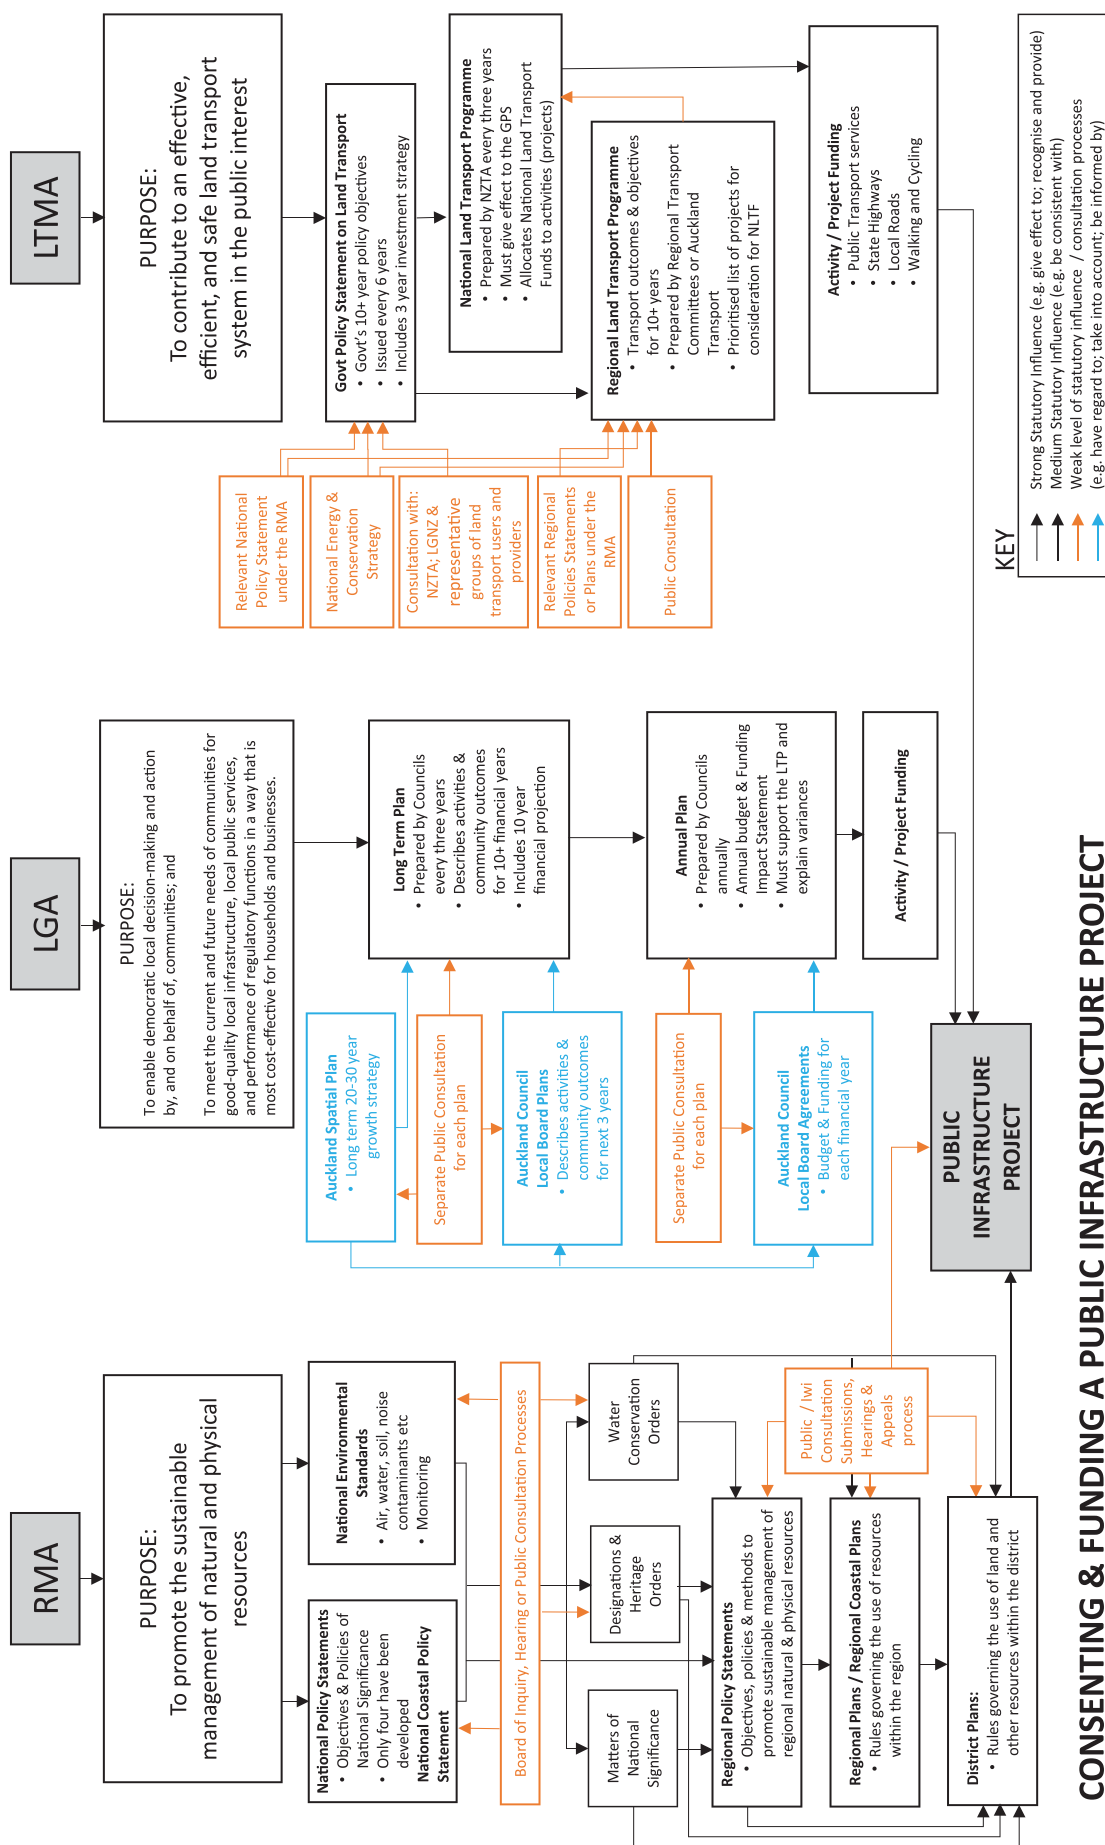 RMA
PURPOSE:
To promote the sustainable
management of natural and physical
resources
National Policy Statements
• Objectives & Policies of
National Significance
• Only four have been
developed
National Coastal Policy
Statement
National Environmental
Standards
• Air, water, soil, noise
contaminants etc
• Monitoring
Board of Inquiry, Hearing or Public Consultation Processes
Matters of
National
Significance
Designations &
Heritage
Orders
Water
Conservation
Orders
Regional Policy Statements
• Objectives, policies & methods to
promote sustainable management of
regional natural & physical resources
Public / Iwi
Consultation
Submissions,
Hearings &
Appeals
process
Regional Plans / Regional Coastal Plans
• Rules governing the use of resources
within the region
District Plans:
• Rules governing the use of land and
other resources within the district
LGA
PURPOSE:
To enable democratic local decision-making and action
by, and on behalf of, communities; and
To meet the current and future needs of communities for
good-quality local infrastructure, local public services,
and performance of regulatory functions in a way that is
most cost-effective for households and businesses.
Auckland Spatial Plan
• Long term 20-30 year
growth strategy
Separate Public Consultation
for each plan
Auckland Council
Local Board Plans
• Describes activities &
community outcomes
for next 3 years
Long Term Plan
• Prepared by Councils
every three years
• Describes activities &
community outcomes
for 10+ financial years
• Includes 10 year
financial projection
Separate Public Consultation
for each plan
Auckland Council
Local Board Agreements
• Budget & Funding for
each financial year
Annual Plan
• Prepared by Councils
annually
• Annual budget & Funding
Impact Statement
• Must support the LTP and
explain variances
Activity / Project Funding
PUBLIC
INFRASTRUCTURE
PROJECT
LTMA
PURPOSE:
To contribute to an effective,
efficient, and safe land transport
system in the public interest
Relevant National
Policy Statement
under the RMA
National Energy &
Conservation
Strategy
Consultation with:
NZTA; LGNZ &
representative
groups of land
transport users and
providers
Relevant Regional
Policies Statements
or Plans under the
RMA
Public Consultation
Govt Policy Statement on Land Transport
• Govt's 10+ year policy objectives
• Issued every 6 years
• Includes 3 year investment strategy
National Land Transport Programme
• Prepared by NZTA every three years
• Must give effect to the GPS
• Allocates National Land Transport
Funds to activities (projects)
Regional Land Transport Programme
• Transport outcomes & objectives
for 10+ years
• Prepared by Regional Transport
Committees or Auckland
Transport
• Prioritised list of projects for
consideration for NLTF
Activity / Project Funding
• Public Transport services
• State Highways
• Local Roads
• Walking and Cycling
KEY
Strong Statutory Influence (e.g. give effect to; recognise and provide)
Medium Statutory Influence (e.g. be consistent with)
Weak level of statutory influence / consultation processes
(e.g. have regard to; take into account; be informed by)
CONSENTING & FUNDING A PUBLIC INFRASTRUCTURE PROJECT